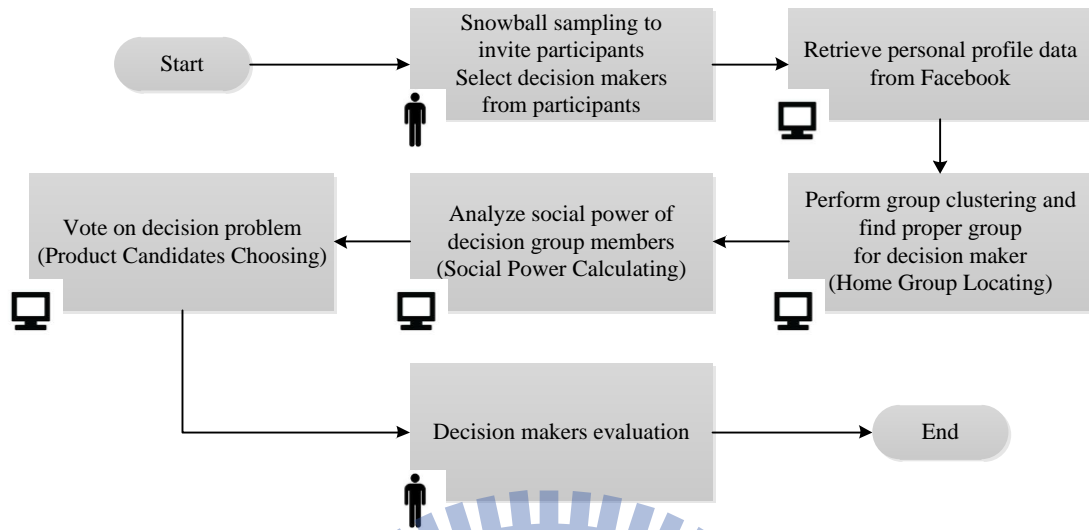 Start
Snowball sampling to
invite participants
Select decision makers
from participants
Retrieve personal profile data
from Facebook
Perform group clustering and
find proper group
for decision maker
(Home Group Locating)
Analyze social power of
decision group members
(Social Power Calculating)
Vote on decision problem
(Product Candidates Choosing)
Decision makers evaluation
End